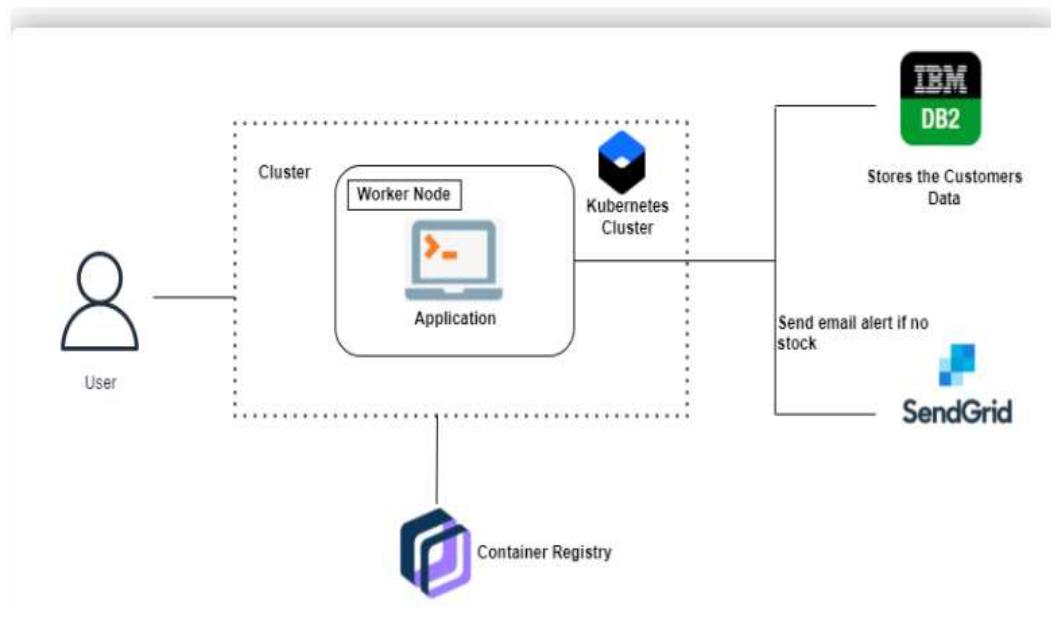 IBM
DB2
Stores the Customers
Data
Cluster
Worker Node
Kubernetes
Cluster
Application
User
Send email alert if no
stock
SendGrid
Container Registry